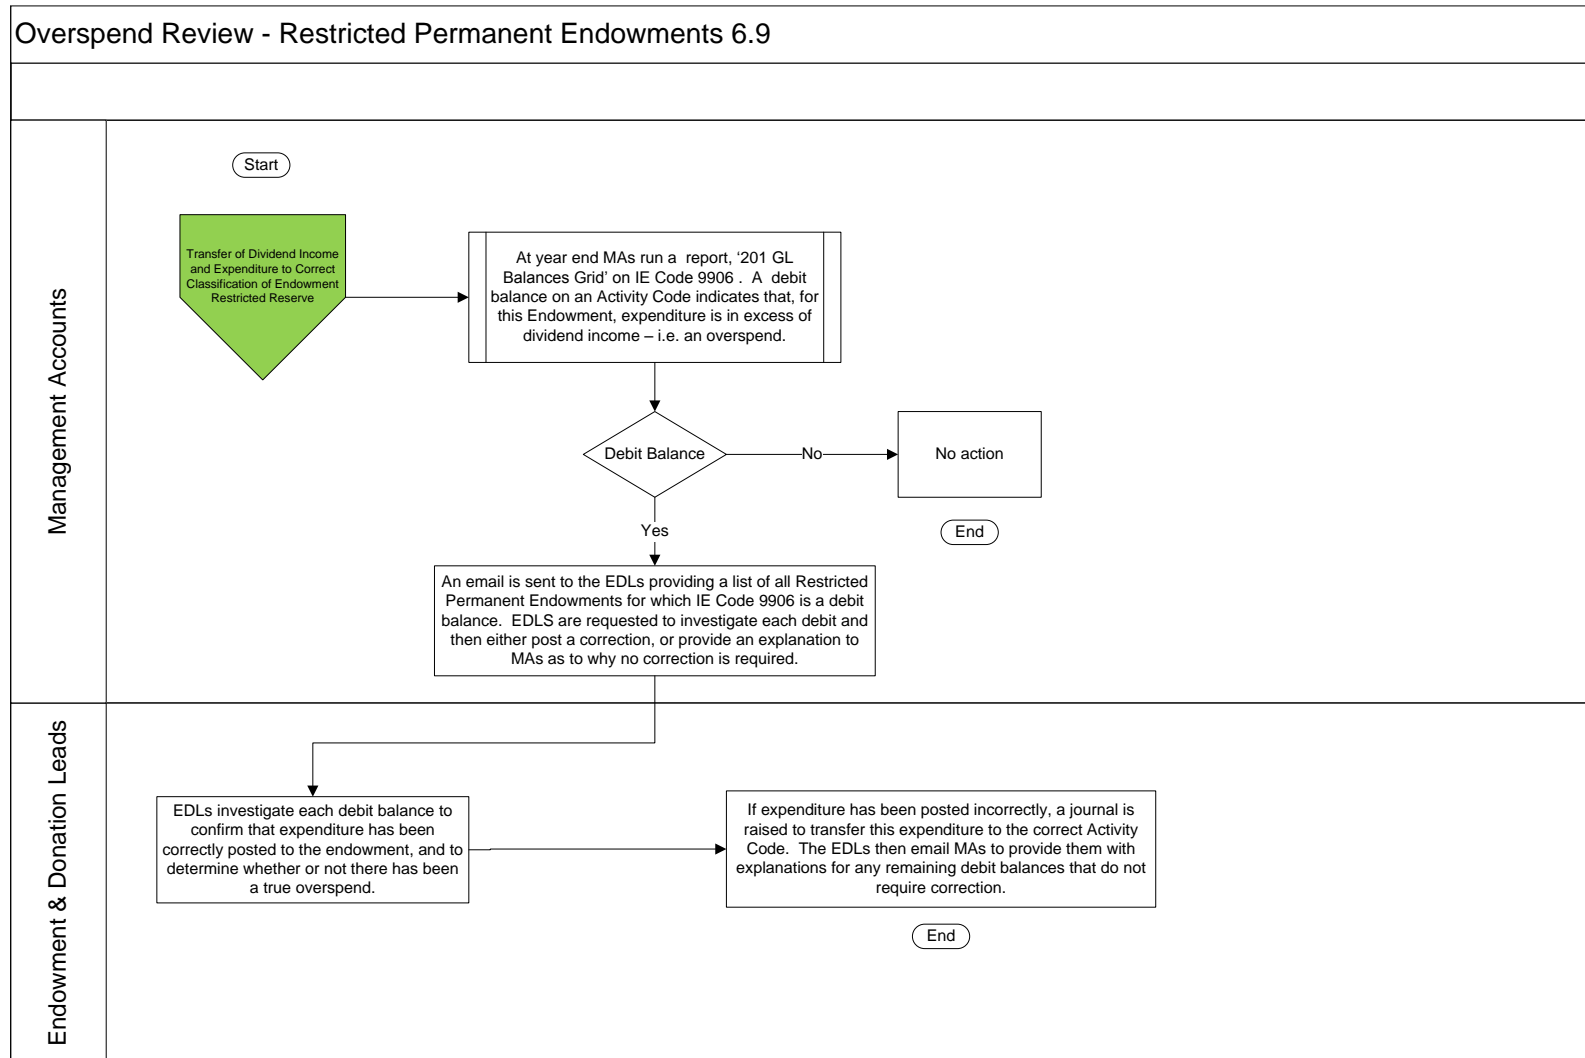 Overspend Review - Restricted Permanent Endowments 6.9
Management Accounts
Start
Transfer of Dividend Income
and Expenditure to Correct
Classification of Endowment
Restricted Reserve
At year end MAs run a report, ‘201 GL
Balances Grid’ on IE Code 9906 . A debit
balance on an Activity Code indicates that, for
this Endowment, expenditure is in excess of
dividend income – i.e. an overspend.
Debit Balance
No
No action
End
Yes
An email is sent to the EDLs providing a list of all Restricted
Permanent Endowments for which IE Code 9906 is a debit
balance. EDLS are requested to investigate each debit and
then either post a correction, or provide an explanation to
MAs as to why no correction is required.
Endowment & Donation Leads
EDLs investigate each debit balance to
confirm that expenditure has been
correctly posted to the endowment, and to
determine whether or not there has been
a true overspend.
If expenditure has been posted incorrectly, a journal is
raised to transfer this expenditure to the correct Activity
Code. The EDLs then email MAs to provide them with
explanations for any remaining debit balances that do not
require correction.
End